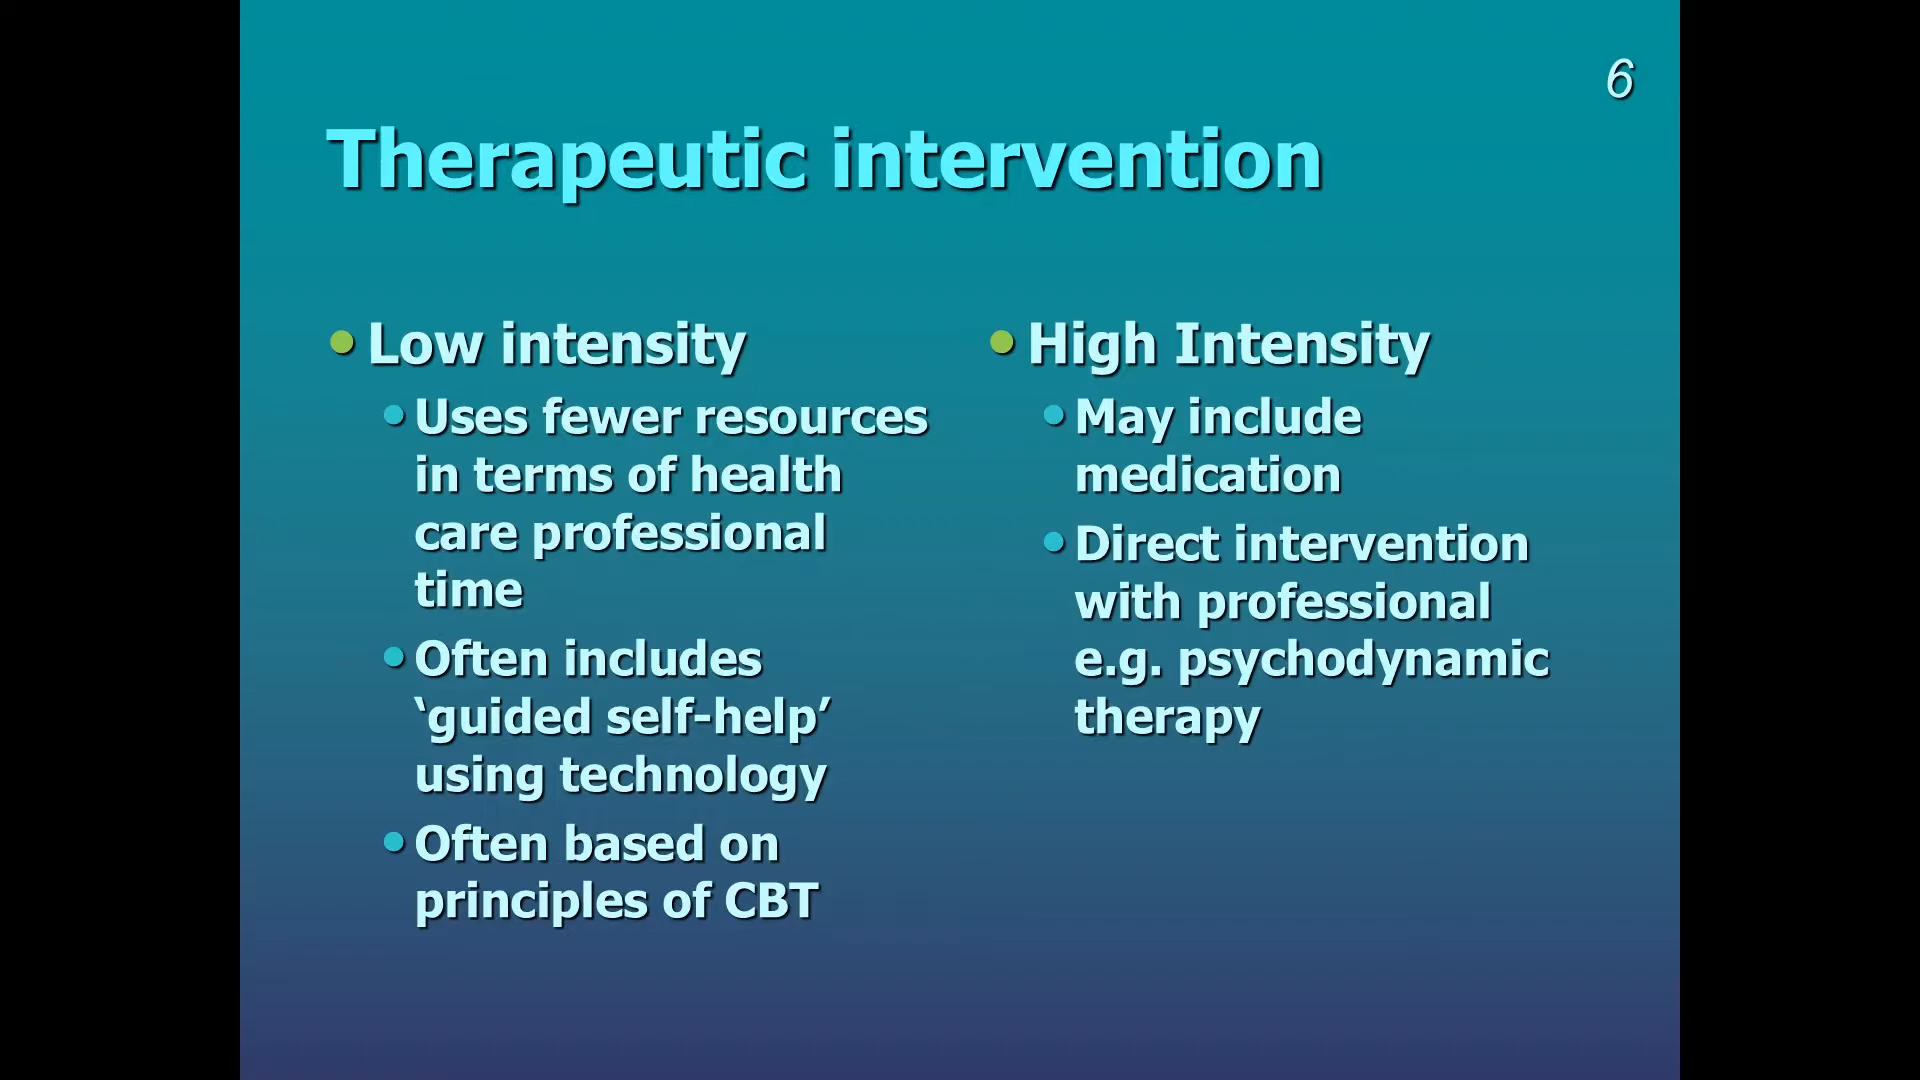 6
Therapeutic intervention
Low intensity
Uses fewer resources
in terms of health
care professional
time
Often includes
‘guided self-help’
using technology
Often based on
principles of CBT
High Intensity
May include
medication
Direct intervention
with professional
e.g. psychodynamic
therapy